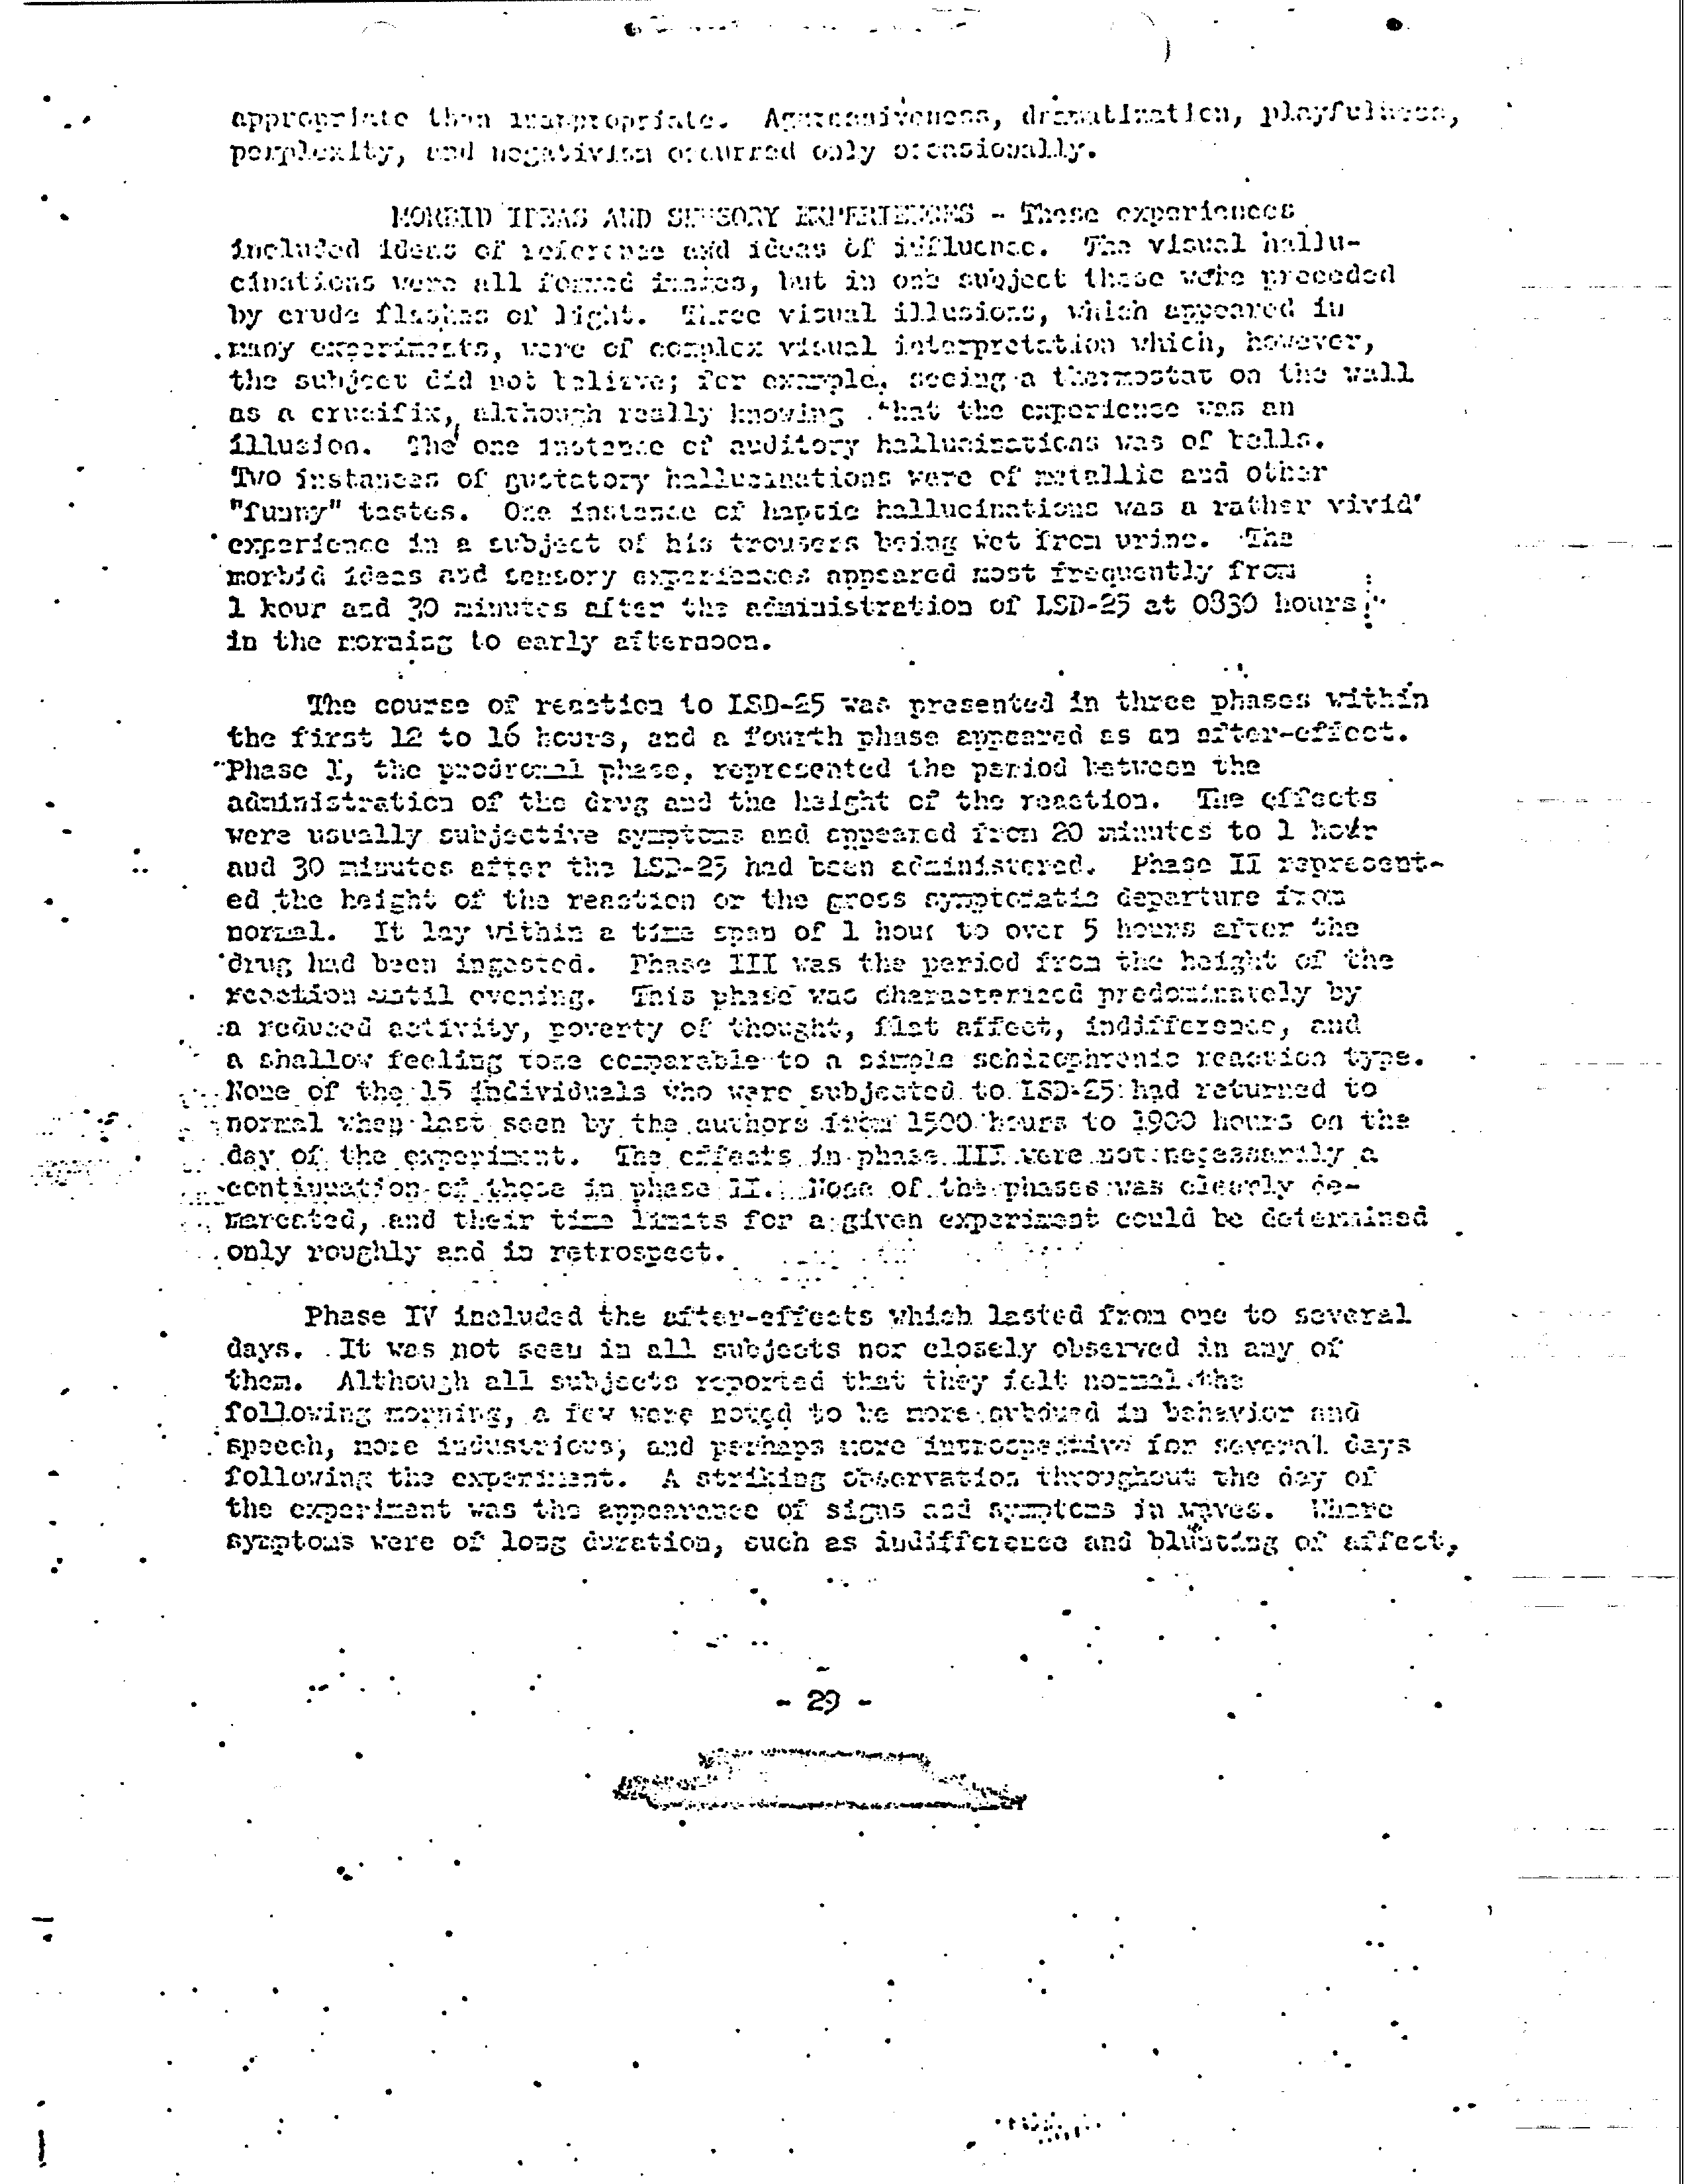 appropriate than inappropriate. Aggressiveness, dramatization, playfulness,
perplexity, and negativism occurred only occasionally.
MORBID IDEAS AND SENSORY EXPERIENCES - These experiences
included ideas of reference and ideas of influence. The visual hallu-
cinations were all formed images, but in one subject these were preceded
by crude flashes of light. Three visual illusions, which appeared in
many experiments, were of complex visual interpretation which, however,
the subject did not believe; for example, seeing a thermostat on the wall
as a crucifix, although really knowing that the experience was an
illusion. The one instance of auditory hallucinations was of bells.
Two instances of gustatory hallucinations were of metallic and other
"funny" tastes. One instance of haptic hallucinations was a rather vivid
experience in a subject of his trousers being wet from urine. The
morbid ideas and sensory experiences appeared most frequently from
1 hour and 30 minutes after the administration of LSD-25 at 0830 hours
in the morning to early afternoon.
The course of reaction to LSD-25 was presented in three phases within
the first 12 to 16 hours, and a fourth phase appeared as an after-effect.
Phase I, the prodromal phase, represented the period between the
administration of the drug and the height of the reaction. The effects
were usually subjective symptoms and appeared from 20 minutes to 1 hour
and 30 minutes after the LSD-25 had been administered. Phase II represent-
ed the height of the reaction or the gross symptomatic departure from
normal. It lay within a time span of 1 hour to over 5 hours after the
drug had been ingested. Phase III was the period from the height of the
reaction until evening. This phase was characterized predominately by
a reduced activity, poverty of thought, flat affect, indifference, and
a shallow feeling tone comparable to a simple schizophrenic reaction type.
None of the 15 individuals who were subjected to LSD-25 had returned to
normal when last seen by the authors from 1500 hours to 1900 hours on the
day of the experiment. The effects in phase III were not necessarily a
continuation of those in phase II. None of the phases was clearly de-
marcated, and their time limits for a given experiment could be determined
only roughly and in retrospect.
Phase IV included the after-effects which lasted from one to several
days. It was not seen in all subjects nor closely observed in any of
them. Although all subjects reported that they felt normal the
following morning, a few were noted to be more subdued in behavior and
speech, more industrious, and perhaps more introspective for several days
following the experiment. A striking observation throughout the day of
the experiment was the appearance of signs and symptoms in waves. Where
symptoms were of long duration, such as indifference and blunting of affect,
- 29 -